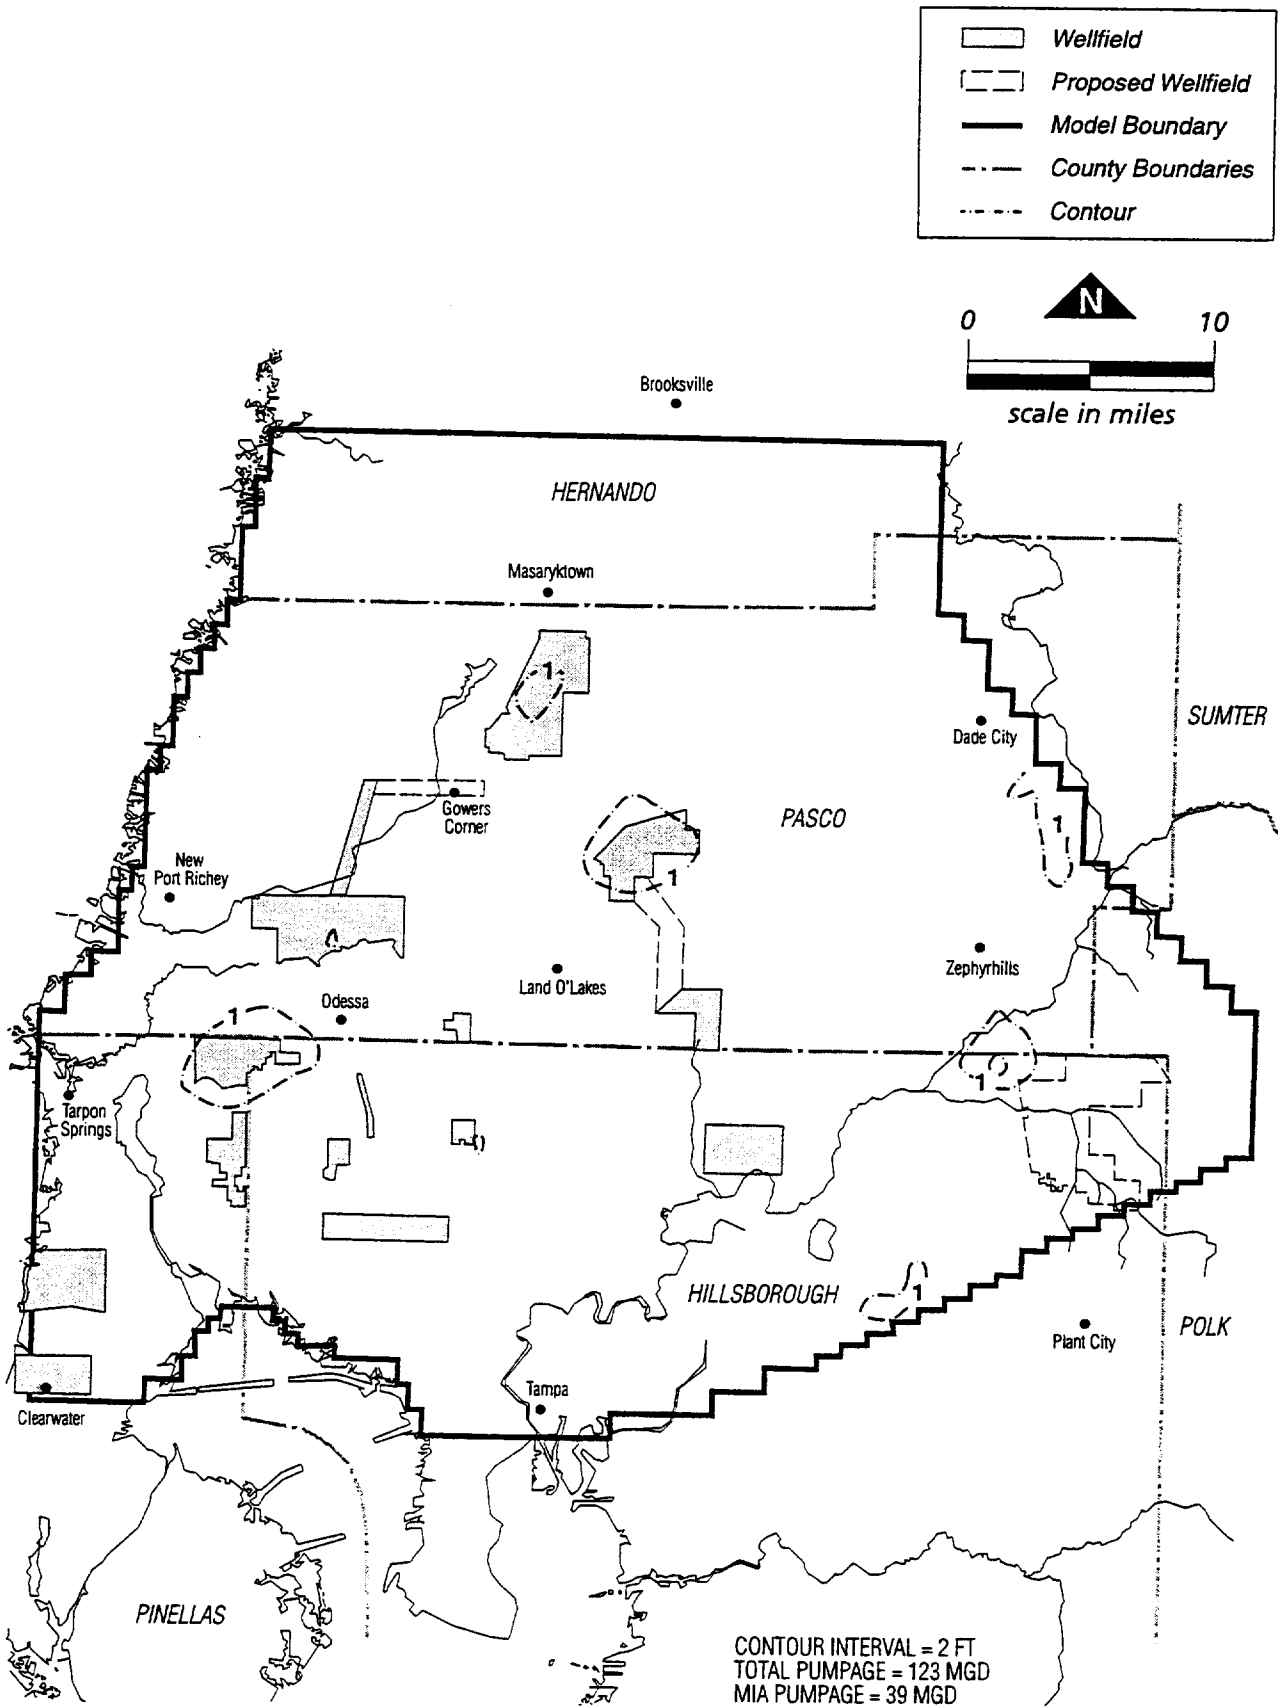 Wellfield
Proposed Wellfield
Model Boundary
County Boundaries
Contour
N
0 10
scale in miles
Brooksville
HERNANDO
Masaryktown
1
SUMTER
Dade City
Gowers
Corner
PASCO
1
New
Port Richey
1
Zephyrhills
Land O'Lakes
Odessa
1
1
Tarpon
Springs
HILLSBOROUGH
1
Plant City
POLK
Tampa
Clearwater
PINELLAS
CONTOUR INTERVAL = 2 FT
TOTAL PUMPAGE = 123 MGD
MIA PUMPAGE = 39 MGD